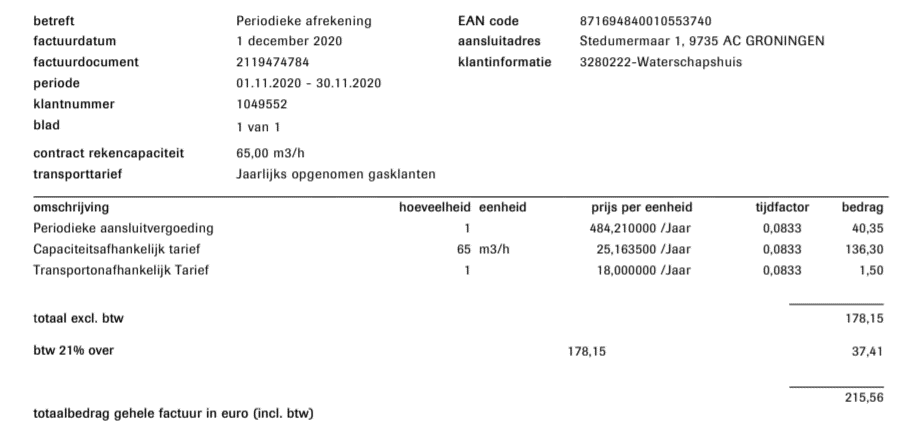 betreft Periodieke afrekening EAN code 871694840010553740
factuurdatum 1 december 2020 aansluitadres Stedumermaar 1, 9735 AC GRONINGEN
factuurdocument 2119474784 klantinformatie 3280222-Waterschapshuis
periode 01.11.2020 - 30.11.2020
klantnummer 1049552
blad 1 van 1
contract rekencapaciteit 65,00 m3/h
transporttarief Jaarlijks opgenomen gasklanten
omschrijving hoeveelheid eenheid prijs per eenheid tijdfactor bedrag
Periodieke aansluitvergoeding 1 484,210000 /Jaar 0,0833 40,35
Capaciteitsafhankelijk tarief 65 m3/h 25,163500 /Jaar 0,0833 136,30
Transportonafhankelijk Tarief 1 18,000000 /Jaar 0,0833 1,50
totaal excl. btw 178,15
btw 21% over 178,15 37,41
215,56
totaalbedrag gehele factuur in euro (incl. btw)